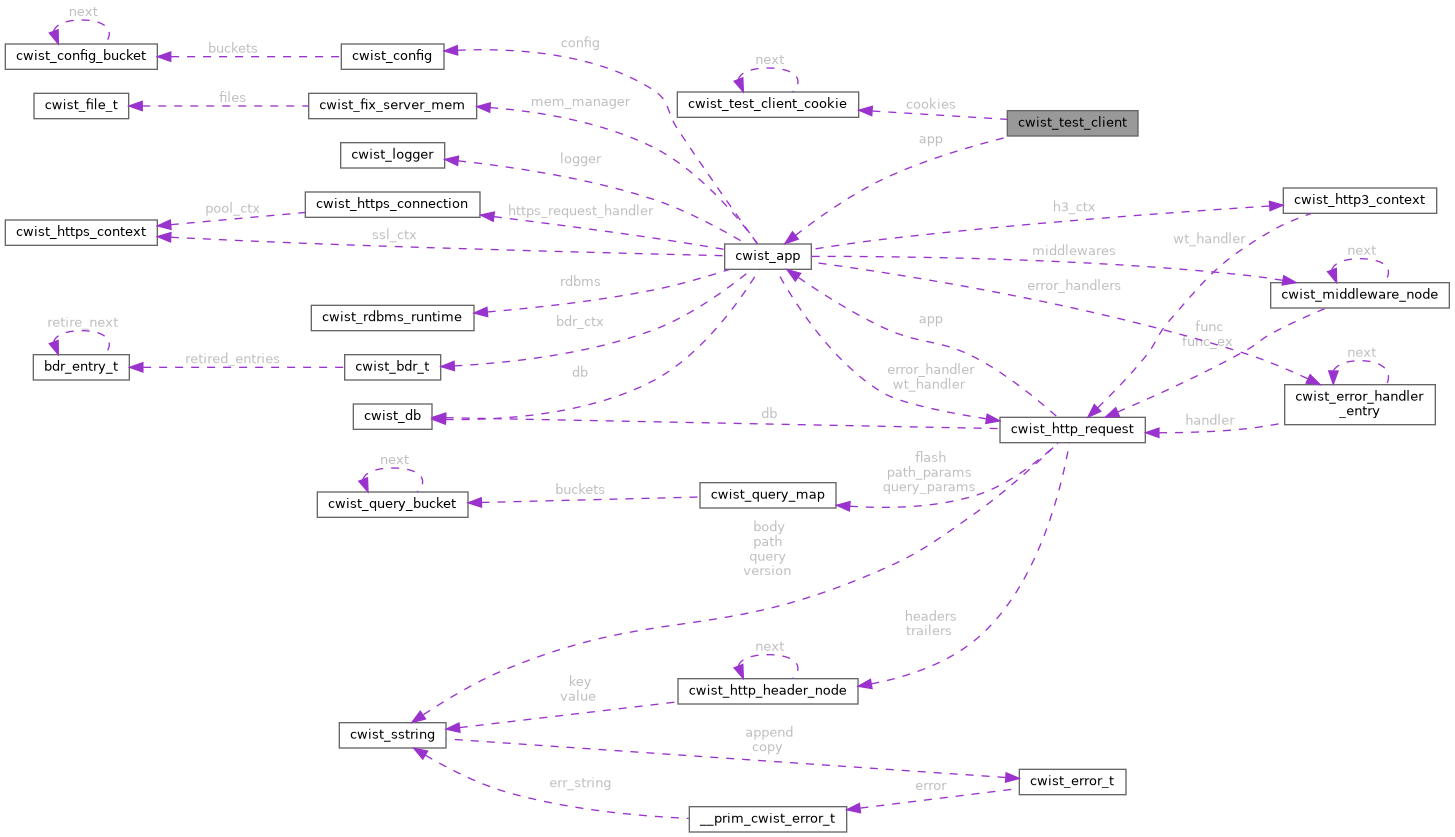 next
cwist_config_bucket
buckets
cwist_config
config
cwist_file_t
files
cwist_fix_server_mem
mem_manager
next
cwist_test_client_cookie
cookies
cwist_test_client
app
cwist_logger
logger
cwist_https_connection
pool_ctx
https_request_handler
cwist_https_context
ssl_ctx
cwist_app
h3_ctx
cwist_http3_context
wt_handler
middlewares
next
cwist_middleware_node
error_handlers
rdbms
cwist_rdbms_runtime
bdr_ctx
retire_next
bdr_entry_t
retired_entries
cwist_bdr_t
db
cwist_db
app
error_handler
wt_handler
func
func_ex
next
cwist_error_handler
_entry
handler
cwist_http_request
db
next
cwist_query_bucket
buckets
cwist_query_map
flash
path_params
query_params
body
path
query
version
headers
trailers
next
cwist_http_header_node
key
value
cwist_sstring
append
copy
cwist_error_t
error
err_string
__prim_cwist_error_t